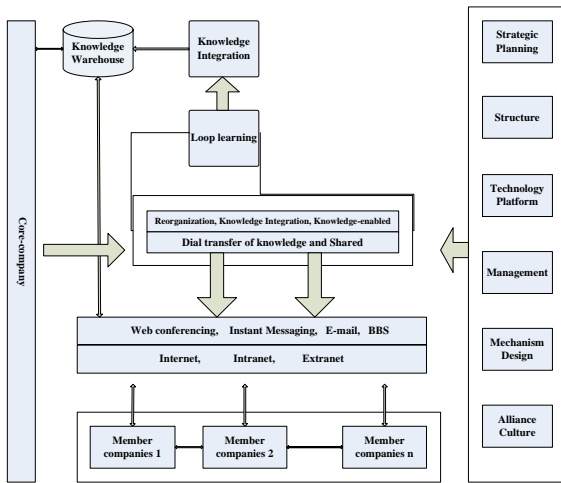 Core-company
Knowledge
Warehouse
Knowledge
Integration
Loop learning
Reorganization, Knowledge Integration, Knowledge-enabled
Dial transfer of knowledge and Shared
Web conferencing, Instant Messaging, E-mail, BBS
Internet, Intranet, Extranet
Member
companies 1
Member
companies 2
Member
companies n
Strategic
Planning
Structure
Technology
Platform
Management
Mechanism
Design
Alliance
Culture